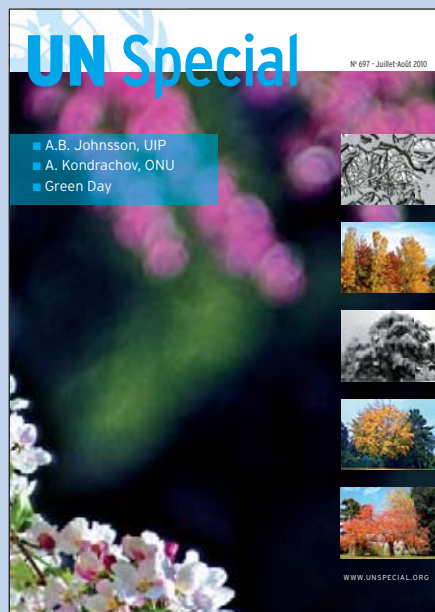 UN Special
N° 697 - Juillet-Août 2010
A.B. Johnsson, UIP
A. Kondrachov, ONU
Green Day
WWW.UNSPECIAL.ORG